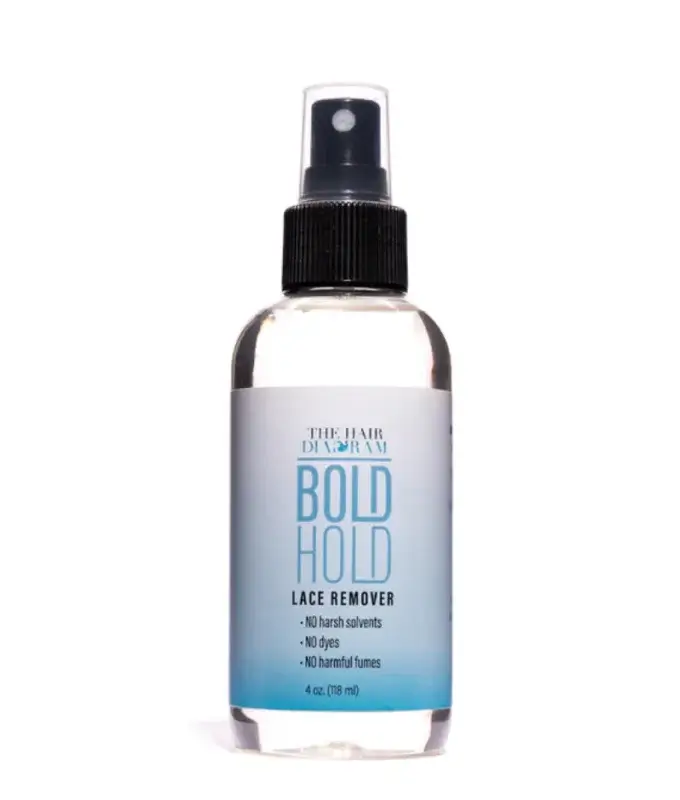 THE HAIR
DIAGRAM
BOLD
HOLD
LACE REMOVER
• NO harsh solvents
• NO dyes
• NO harmful fumes
4 oz. (118 ml)